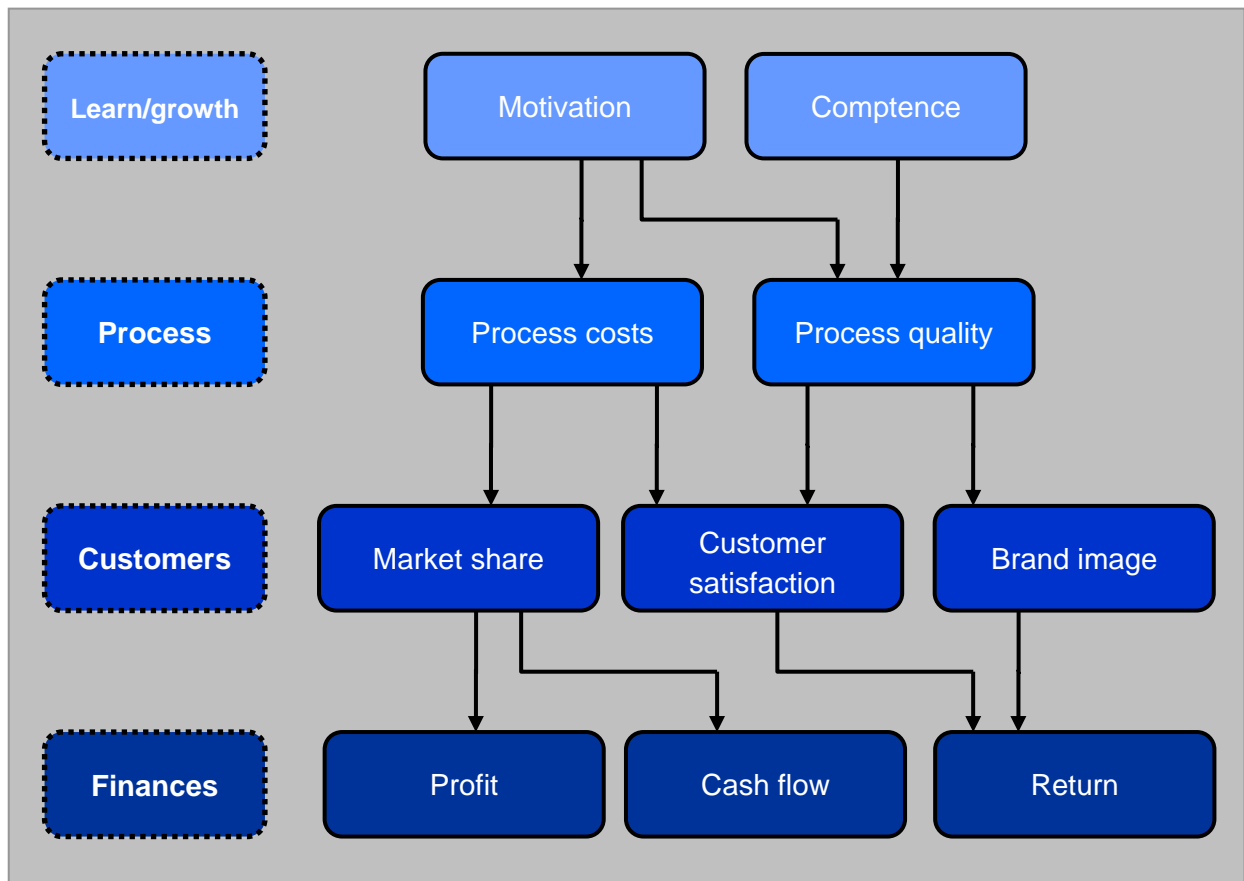 Learn/growth
Motivation
Comptence
Process
Process costs
Process quality
Customers
Market share
Customer
satisfaction
Brand image
Finances
Profit
Cash flow
Return